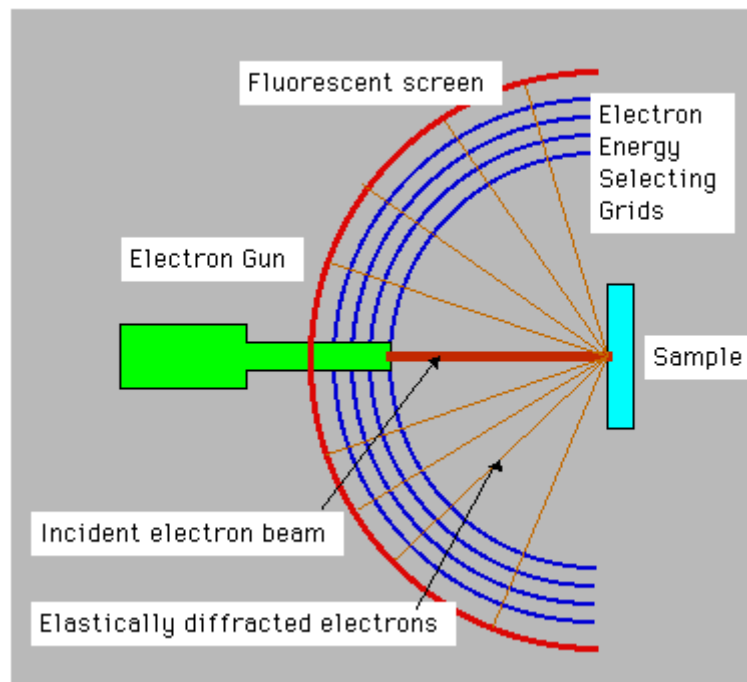 Fluorescent screen
Electron
Energy
Selecting
Grids
Electron Gun
Sample
Incident electron beam
Elastically diffracted electrons